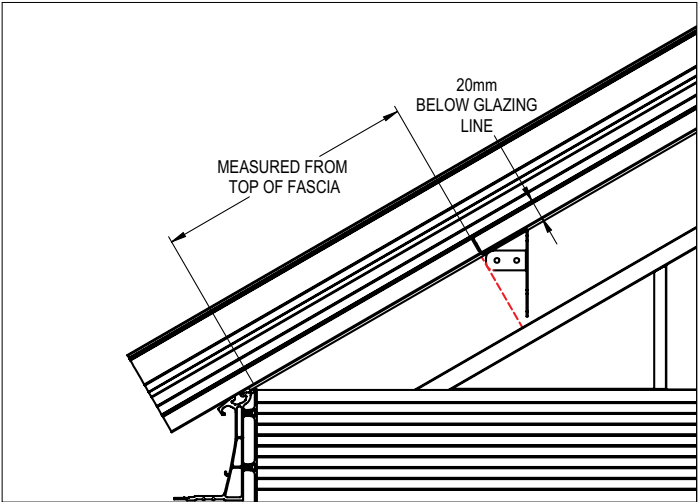 20mm
BELOW GLAZING
LINE
MEASURED FROM
TOP OF FASCIA